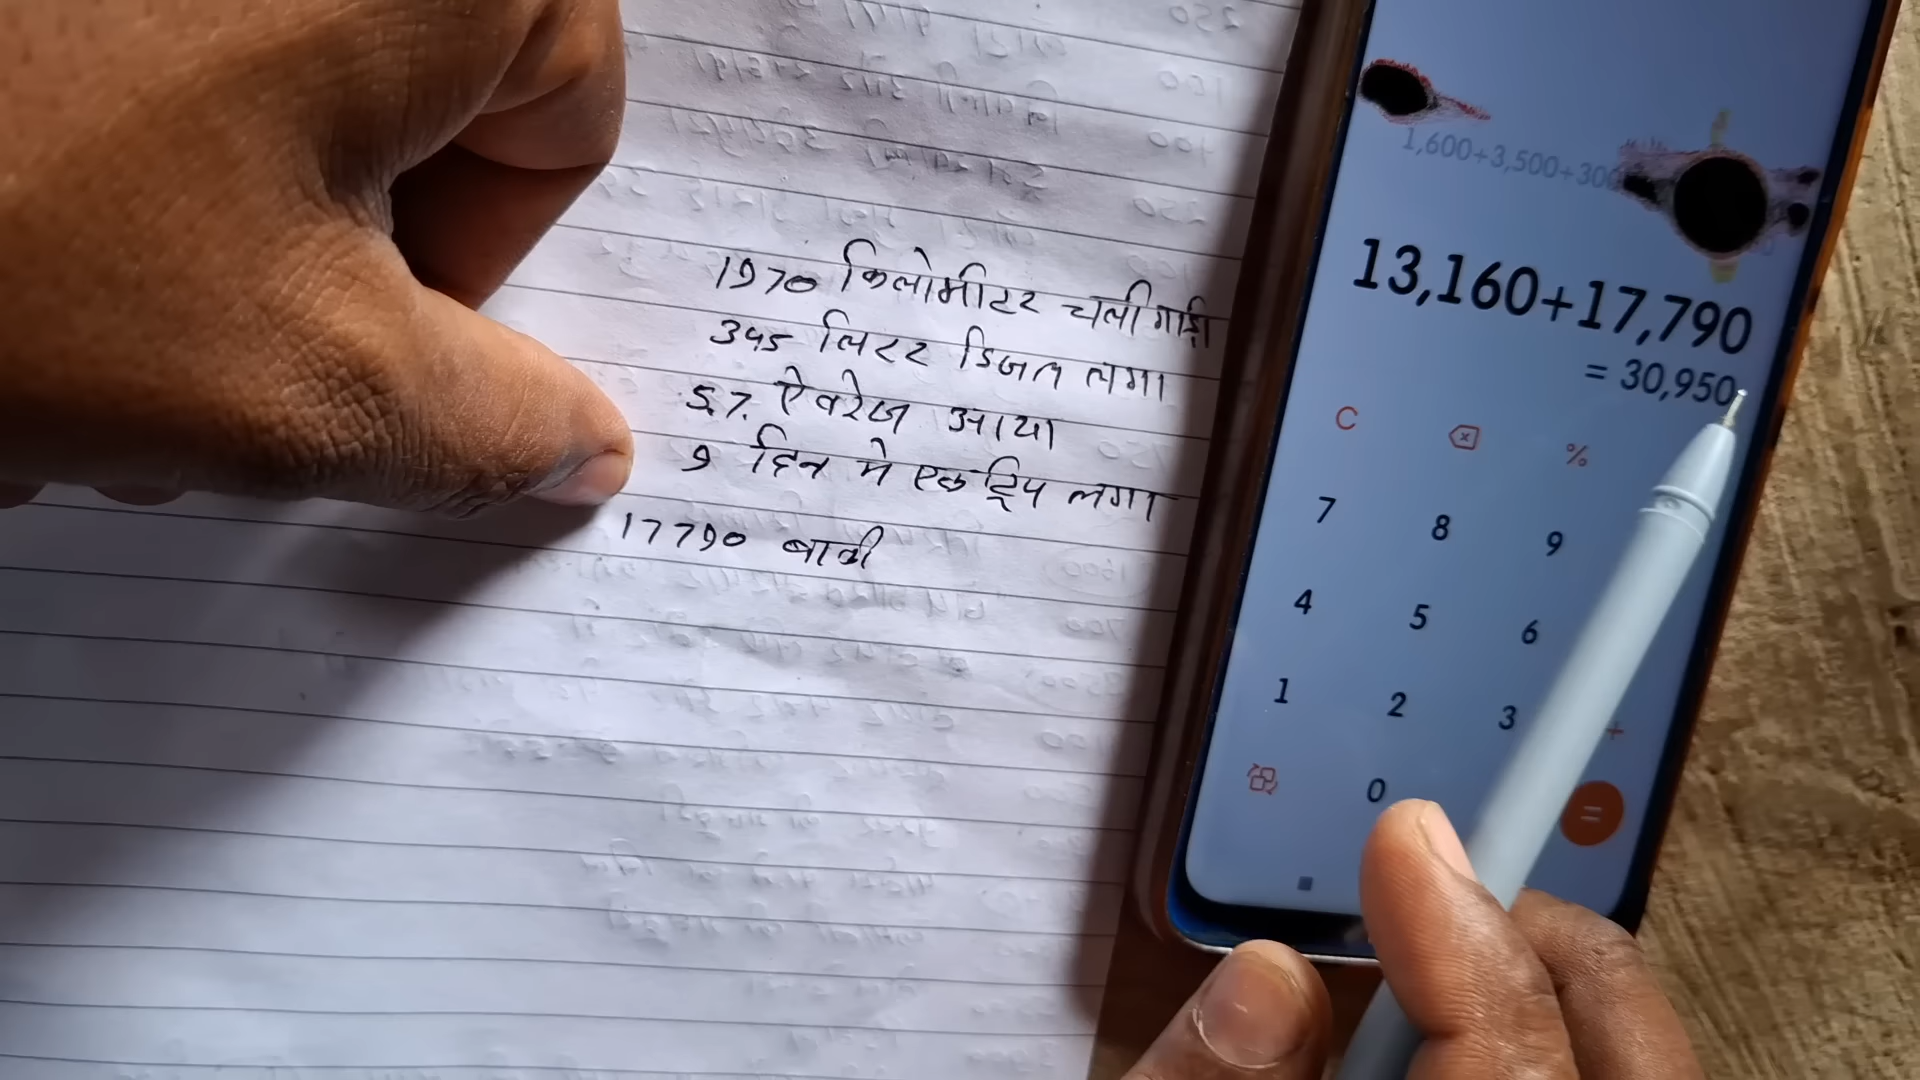 1970 किलोमीटर चली गाड़ी
345 लिटर डिजल लगा
5.7. ऐवरेज आया
9 दिन मे एक ट्रिप लगा
17790 बाकी
1,600+3,500+300
13,160+17,790
= 30,950
C %
7 8 9
4 5 6
1 2 3 +
0 =